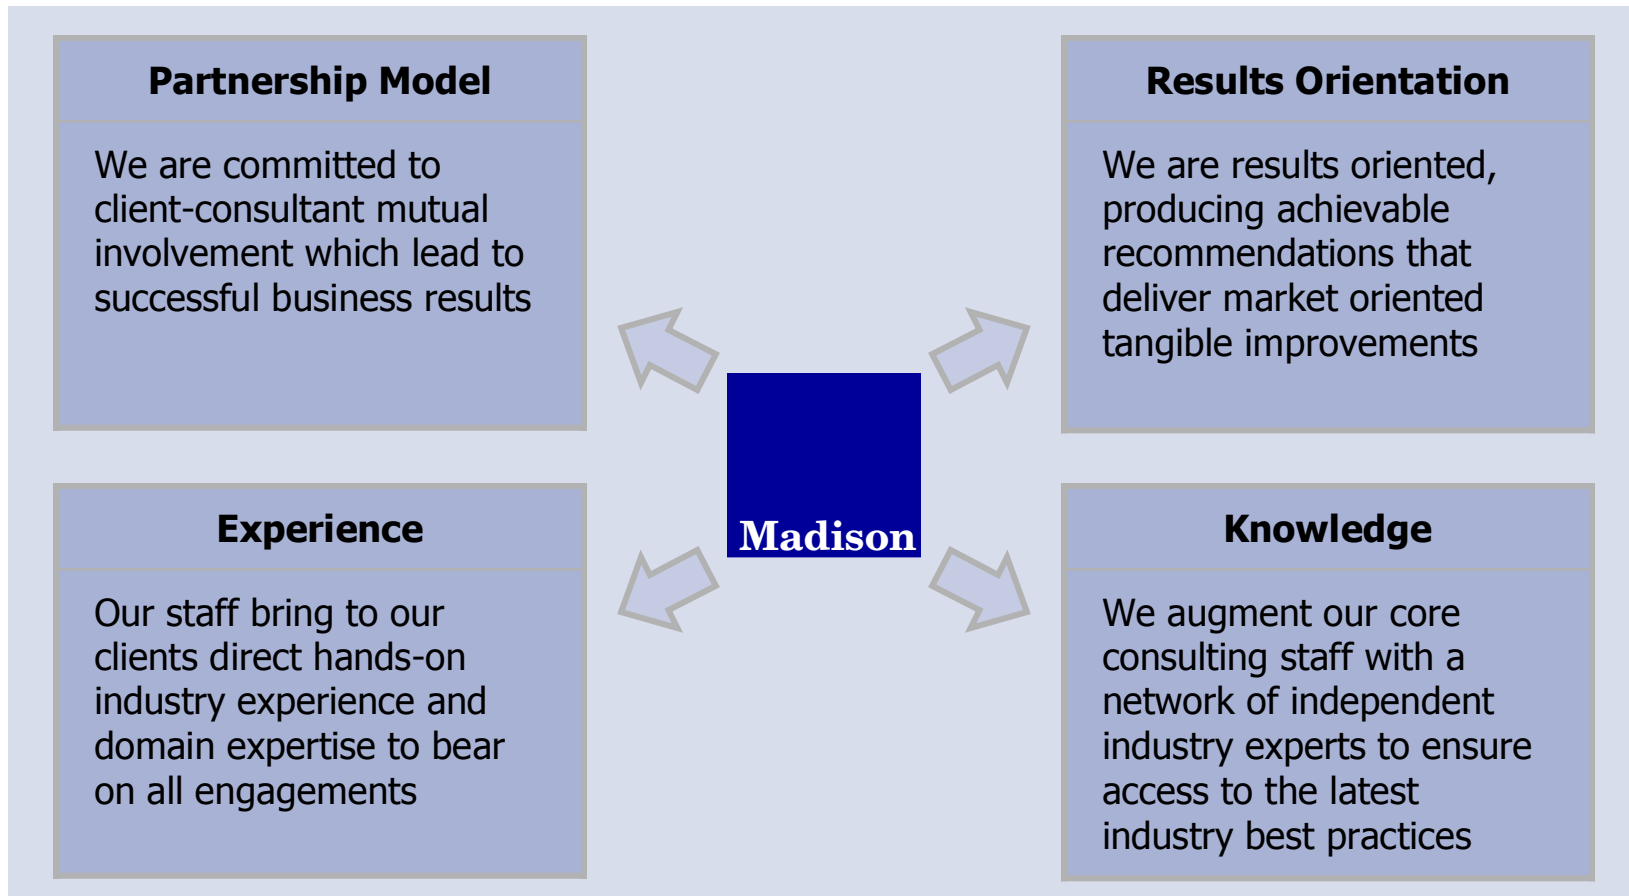 Partnership Model
We are committed to
client-consultant mutual
involvement which lead to
successful business results
Results Orientation
We are results oriented,
producing achievable
recommendations that
deliver market oriented
tangible improvements
Madison
Experience
Our staff bring to our
clients direct hands-on
industry experience and
domain expertise to bear
on all engagements
Knowledge
We augment our core
consulting staff with a
network of independent
industry experts to ensure
access to the latest
industry best practices